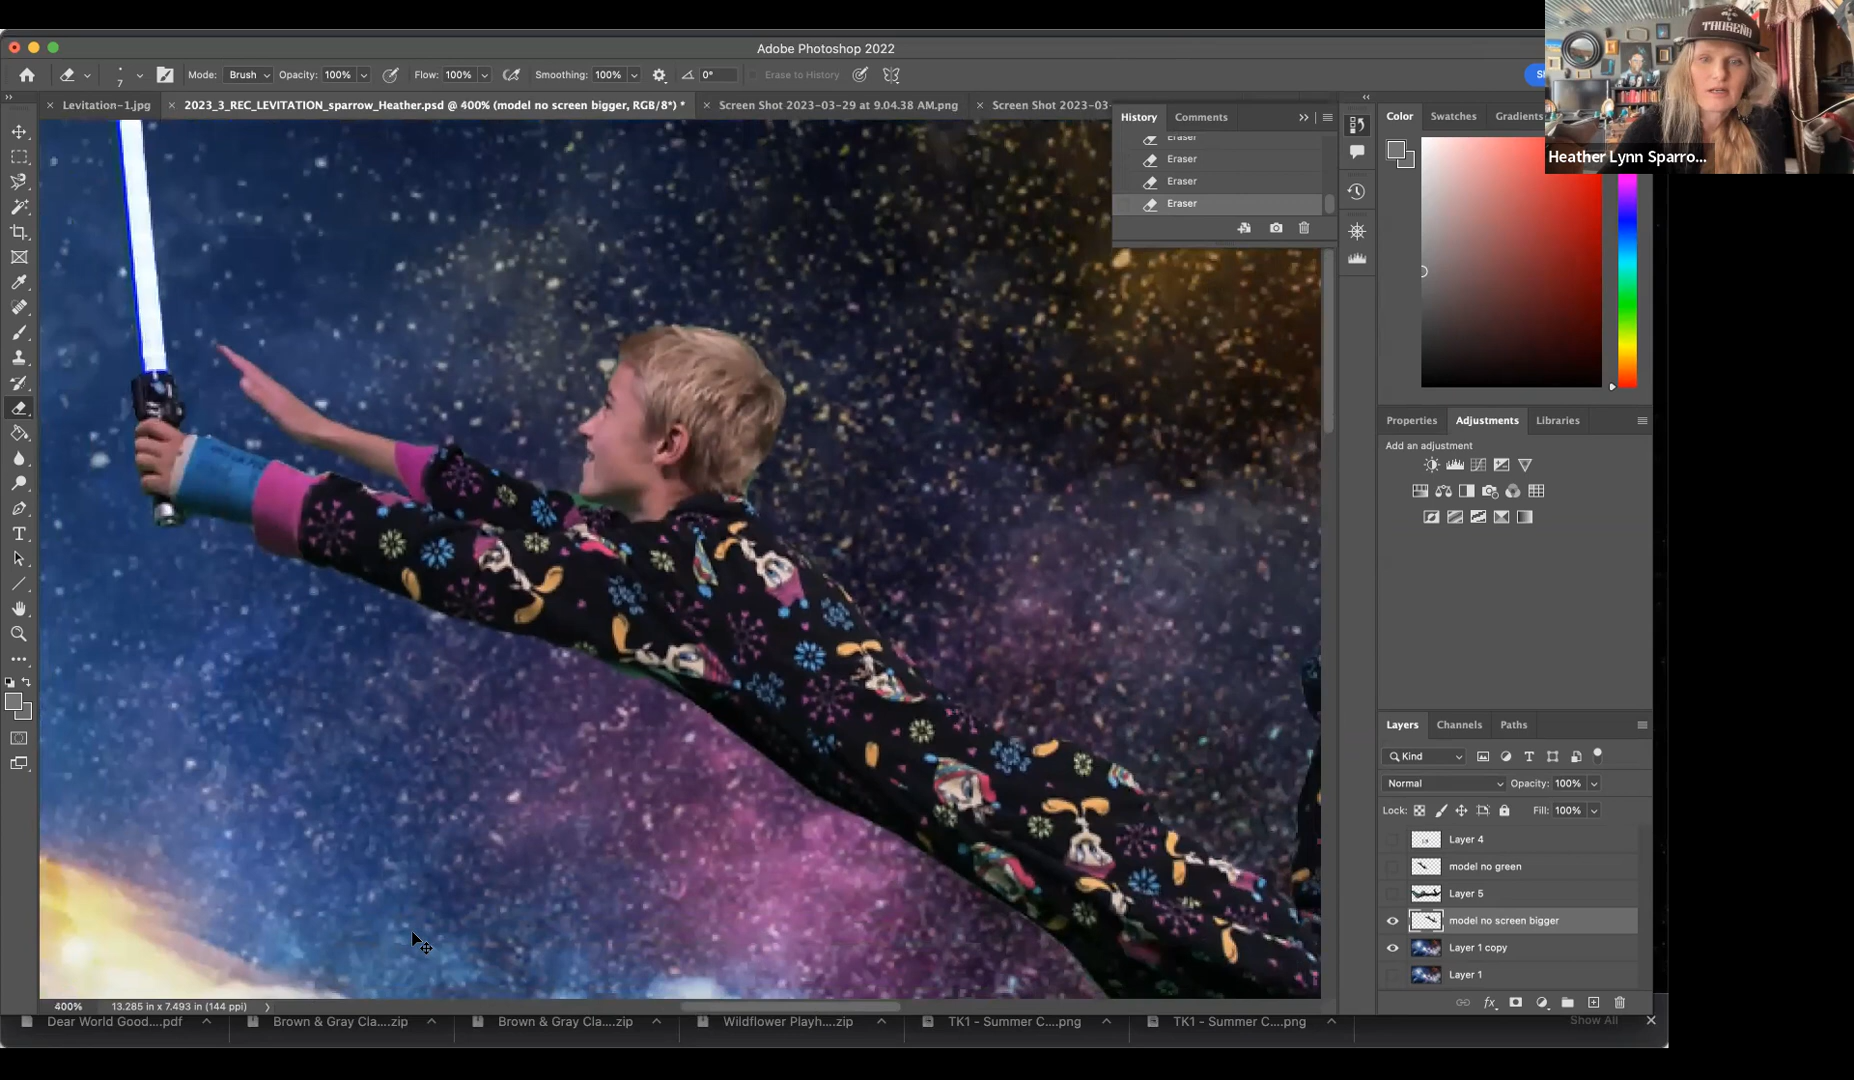 Adobe Photoshop 2022
7
Mode: Brush Opacity: 100% Flow: 100% Smoothing: 100% 0° Erase to History
Levitation-1.jpg
2023_3_REC_LEVITATION_sparrow_Heather.psd @ 400% (model no screen bigger, RGB/8*) *
Screen Shot 2023-03-29 at 9.04.38 AM.png
Screen Shot 2023-03-
History Comments
Eraser
Eraser
Eraser
Eraser
Color Swatches Gradients
Heather Lynn Sparro...
Properties Adjustments Libraries
Add an adjustment
Layers Channels Paths
Kind
Normal Opacity: 100%
Lock: Fill: 100%
Layer 4
model no green
Layer 5
model no screen bigger
Layer 1 copy
Layer 1
fx
400% 13.285 in x 7.493 in (144 ppi)
Dear World Good....pdf
Brown & Gray Cla....zip
Brown & Gray Cla....zip
Wildflower Playh....zip
TK1 - Summer C....png
TK1 - Summer C....png
Show All